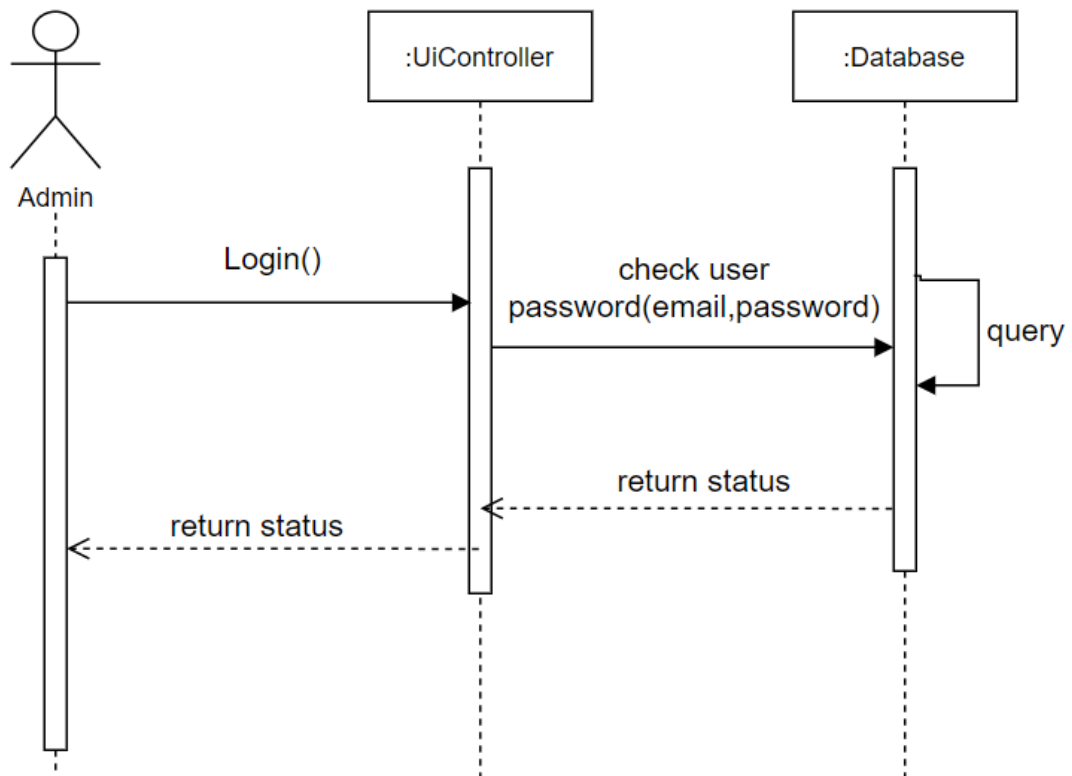 :UiController
:Database
Admin
Login()
check user
password(email,password)
query
return status
return status